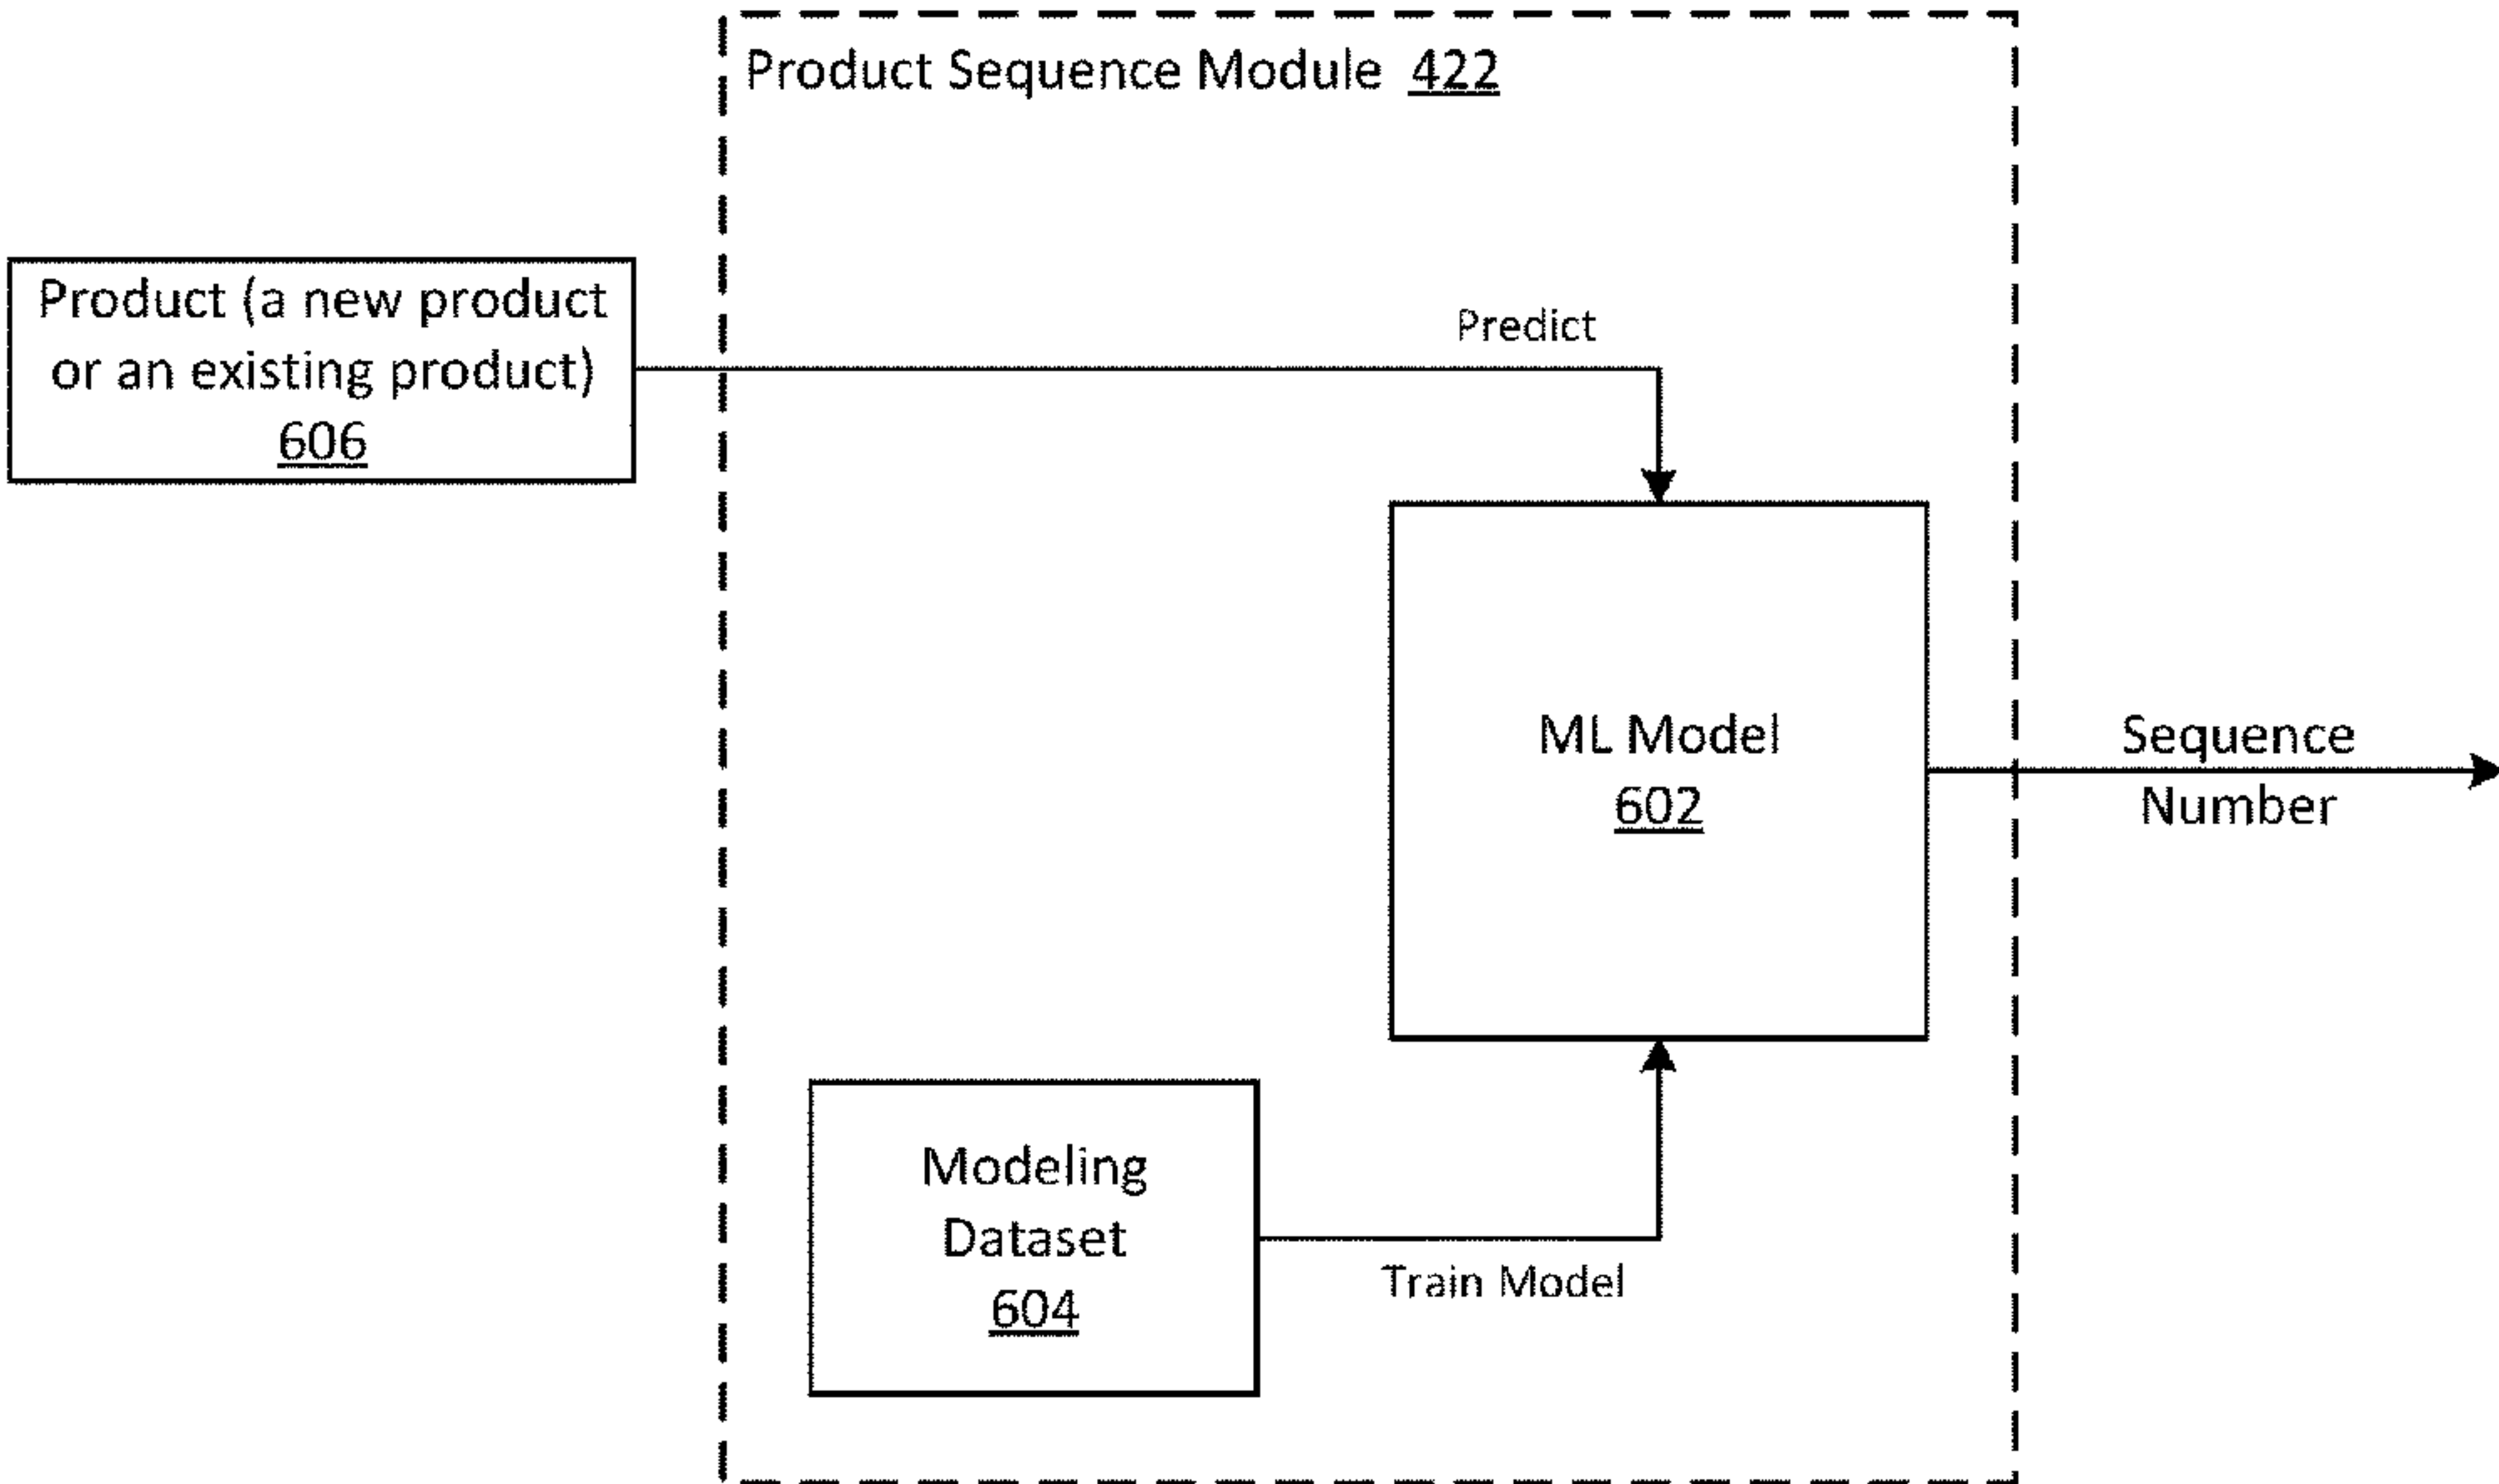 Product Sequence Module 422
Product (a new product
or an existing product)
606
Predict
ML Model
602
Sequence
Number
Modeling
Dataset
604
Train Model